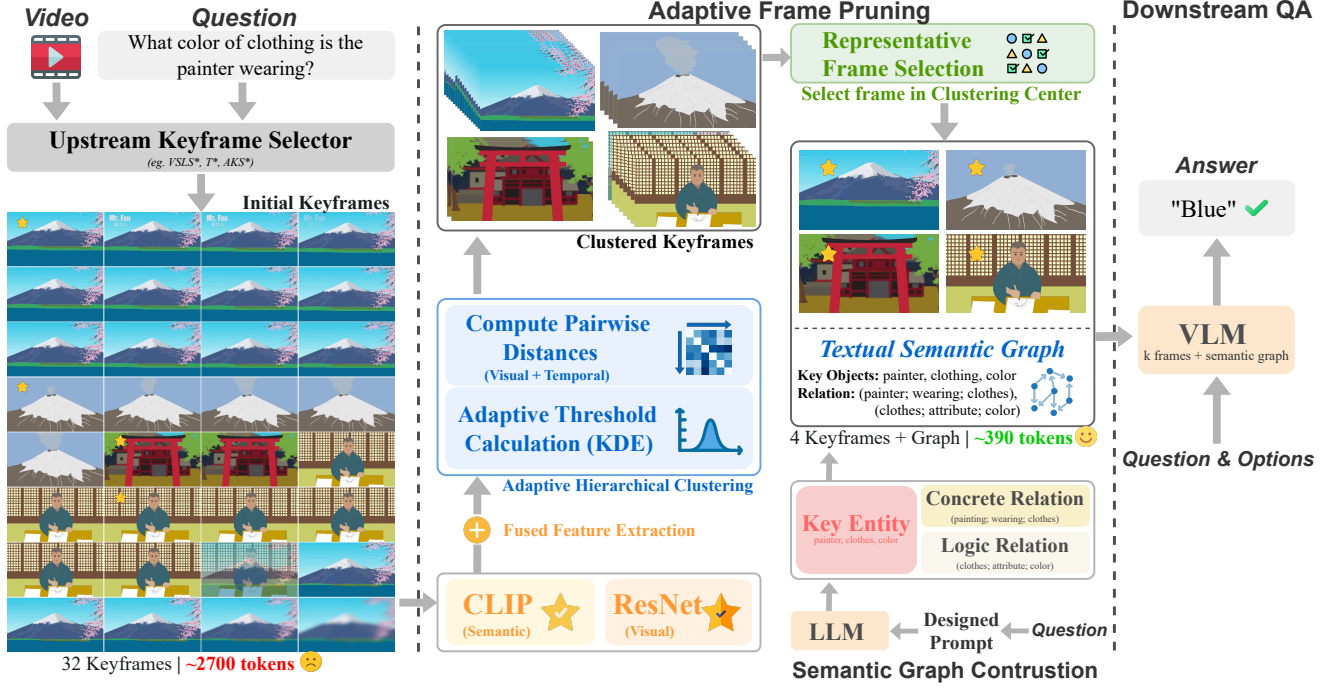 Video
Question
What color of clothing is the
painter wearing?
Upstream Keyframe Selector
(eg. VSLS*, T*, AKS*)
Initial Keyframes
32 Keyframes | ~2700 tokens
Adaptive Frame Pruning
Clustered Keyframes
Compute Pairwise
Distances
(Visual + Temporal)
Adaptive Threshold
Calculation (KDE)
Adaptive Hierarchical Clustering
Fused Feature Extraction
CLIP
(Semantic)
ResNet
(Visual)
Representative
Frame Selection
Select frame in Clustering Center
Textual Semantic Graph
Key Objects: painter, clothing, color
Relation: (painter; wearing; clothes),
(clothes; attribute; color)
4 Keyframes + Graph | ~390 tokens
Key Entity
painter, clothes, color
Concrete Relation
(painting; wearing; clothes)
Logic Relation
(clothes; attribute; color)
LLM
Designed
Prompt
Question
Semantic Graph Contrustion
Downstream QA
Answer
"Blue"
VLM
k frames + semantic graph
Question & Options